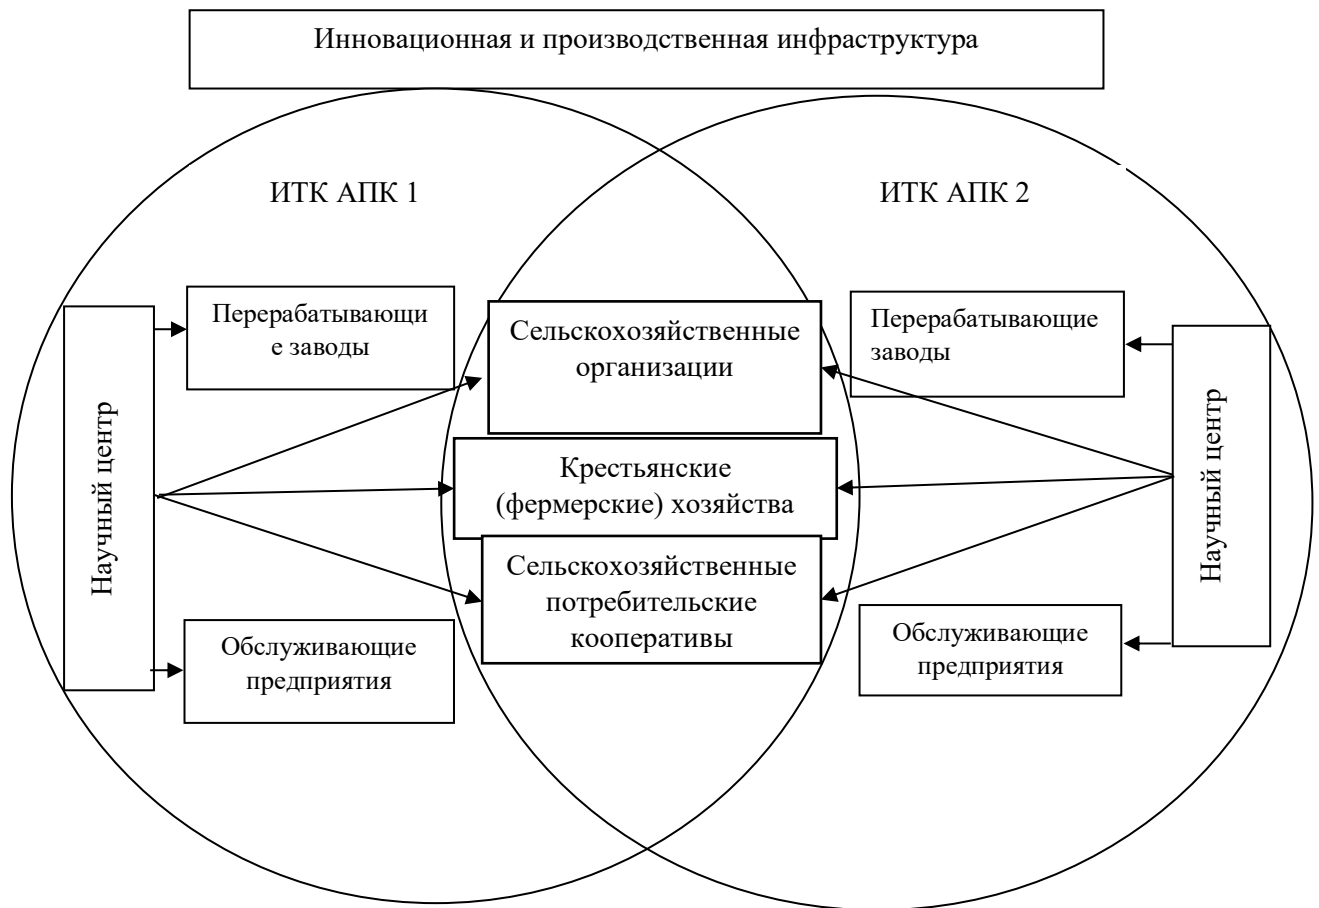 Инновационная и производственная инфраструктура
ИТК АПК 1
ИТК АПК 2
Научный центр
Перерабатывающи
е заводы
Обслуживающие
предприятия
Сельскохозяйственные
организации
Крестьянские
(фермерские) хозяйства
Сельскохозяйственные
потребительские
кооперативы
Перерабатывающие
заводы
Обслуживающие
предприятия
Научный центр